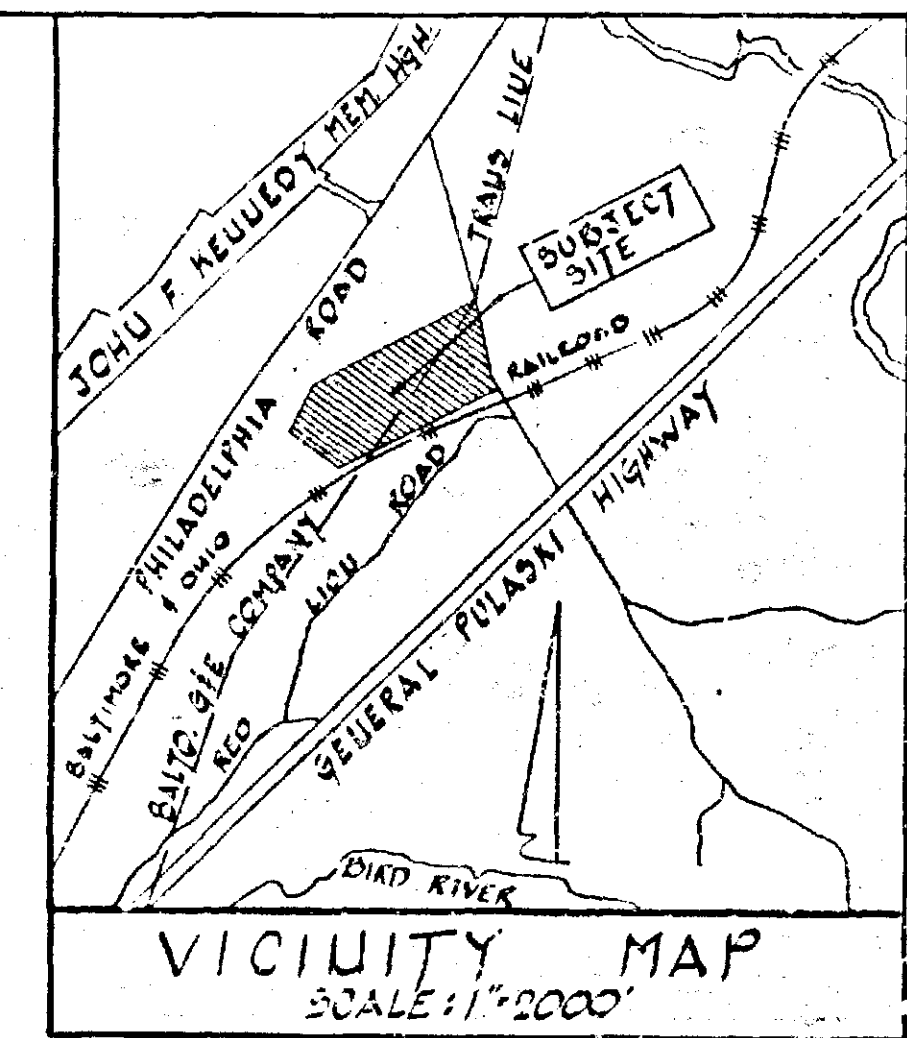 JOHN F. KENNEDY MEM. HGH.
TRANS LINE
SUBJECT
SITE
PHILADELPHIA ROAD
RAILROAD
BALTIMORE & OHIO
BALTO. G&E COMPANY
RED LICH ROAD
GENERAL PULASKI HIGHWAY
BIRD RIVER
VICINITY MAP
SCALE: 1"=2000'